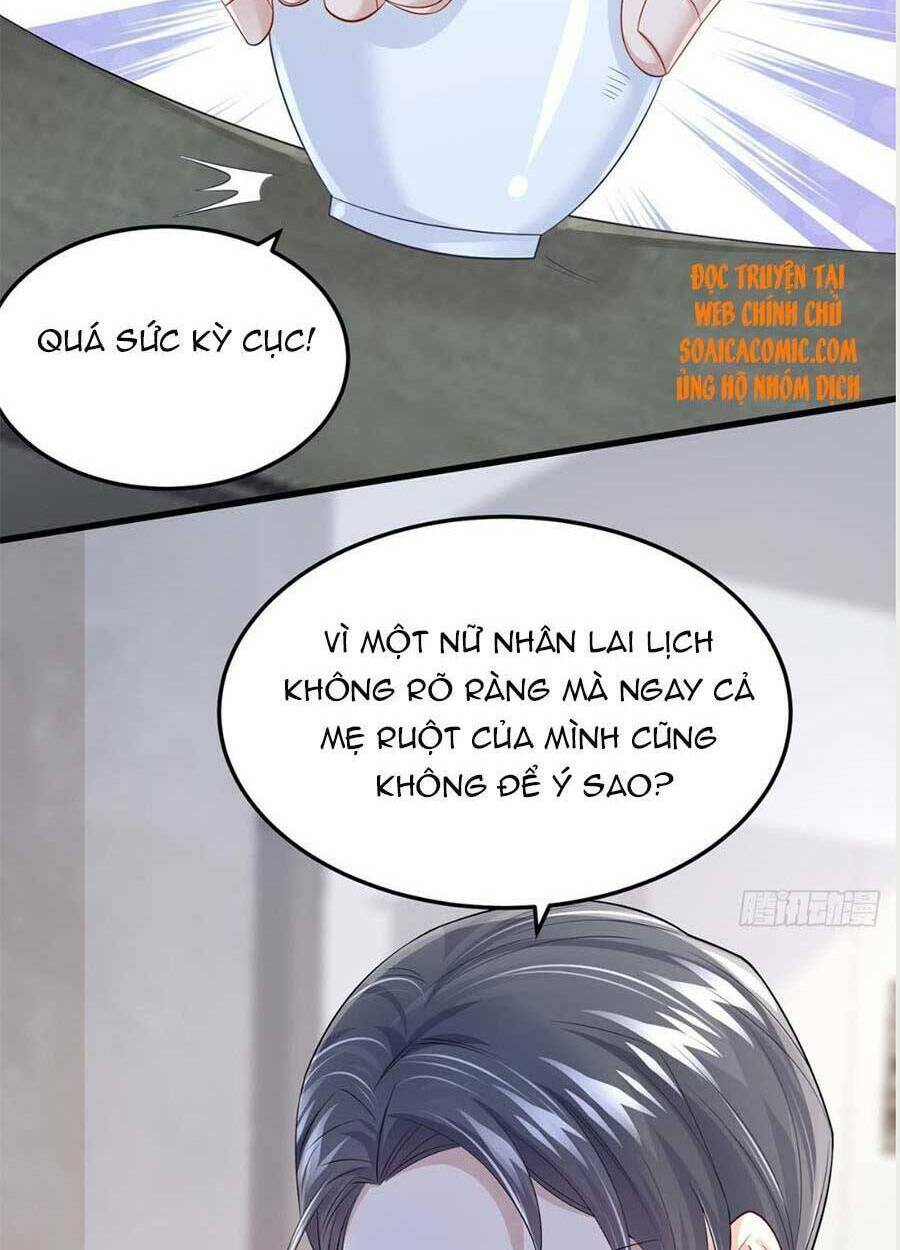 ĐỌC TRUYỆN TẠI
WEB CHÍNH CHỦ
SOAICACOMIC.COM
ỦNG HỘ NHÓM DỊCH
QUÁ SỨC KỲ CỤC!
VÌ MỘT NỮ NHÂN LAI LỊCH
KHÔNG RÕ RÀNG MÀ NGAY CẢ
MẸ RUỘT CỦA MÌNH CŨNG
KHÔNG ĐỂ Ý SAO?
腾讯动漫